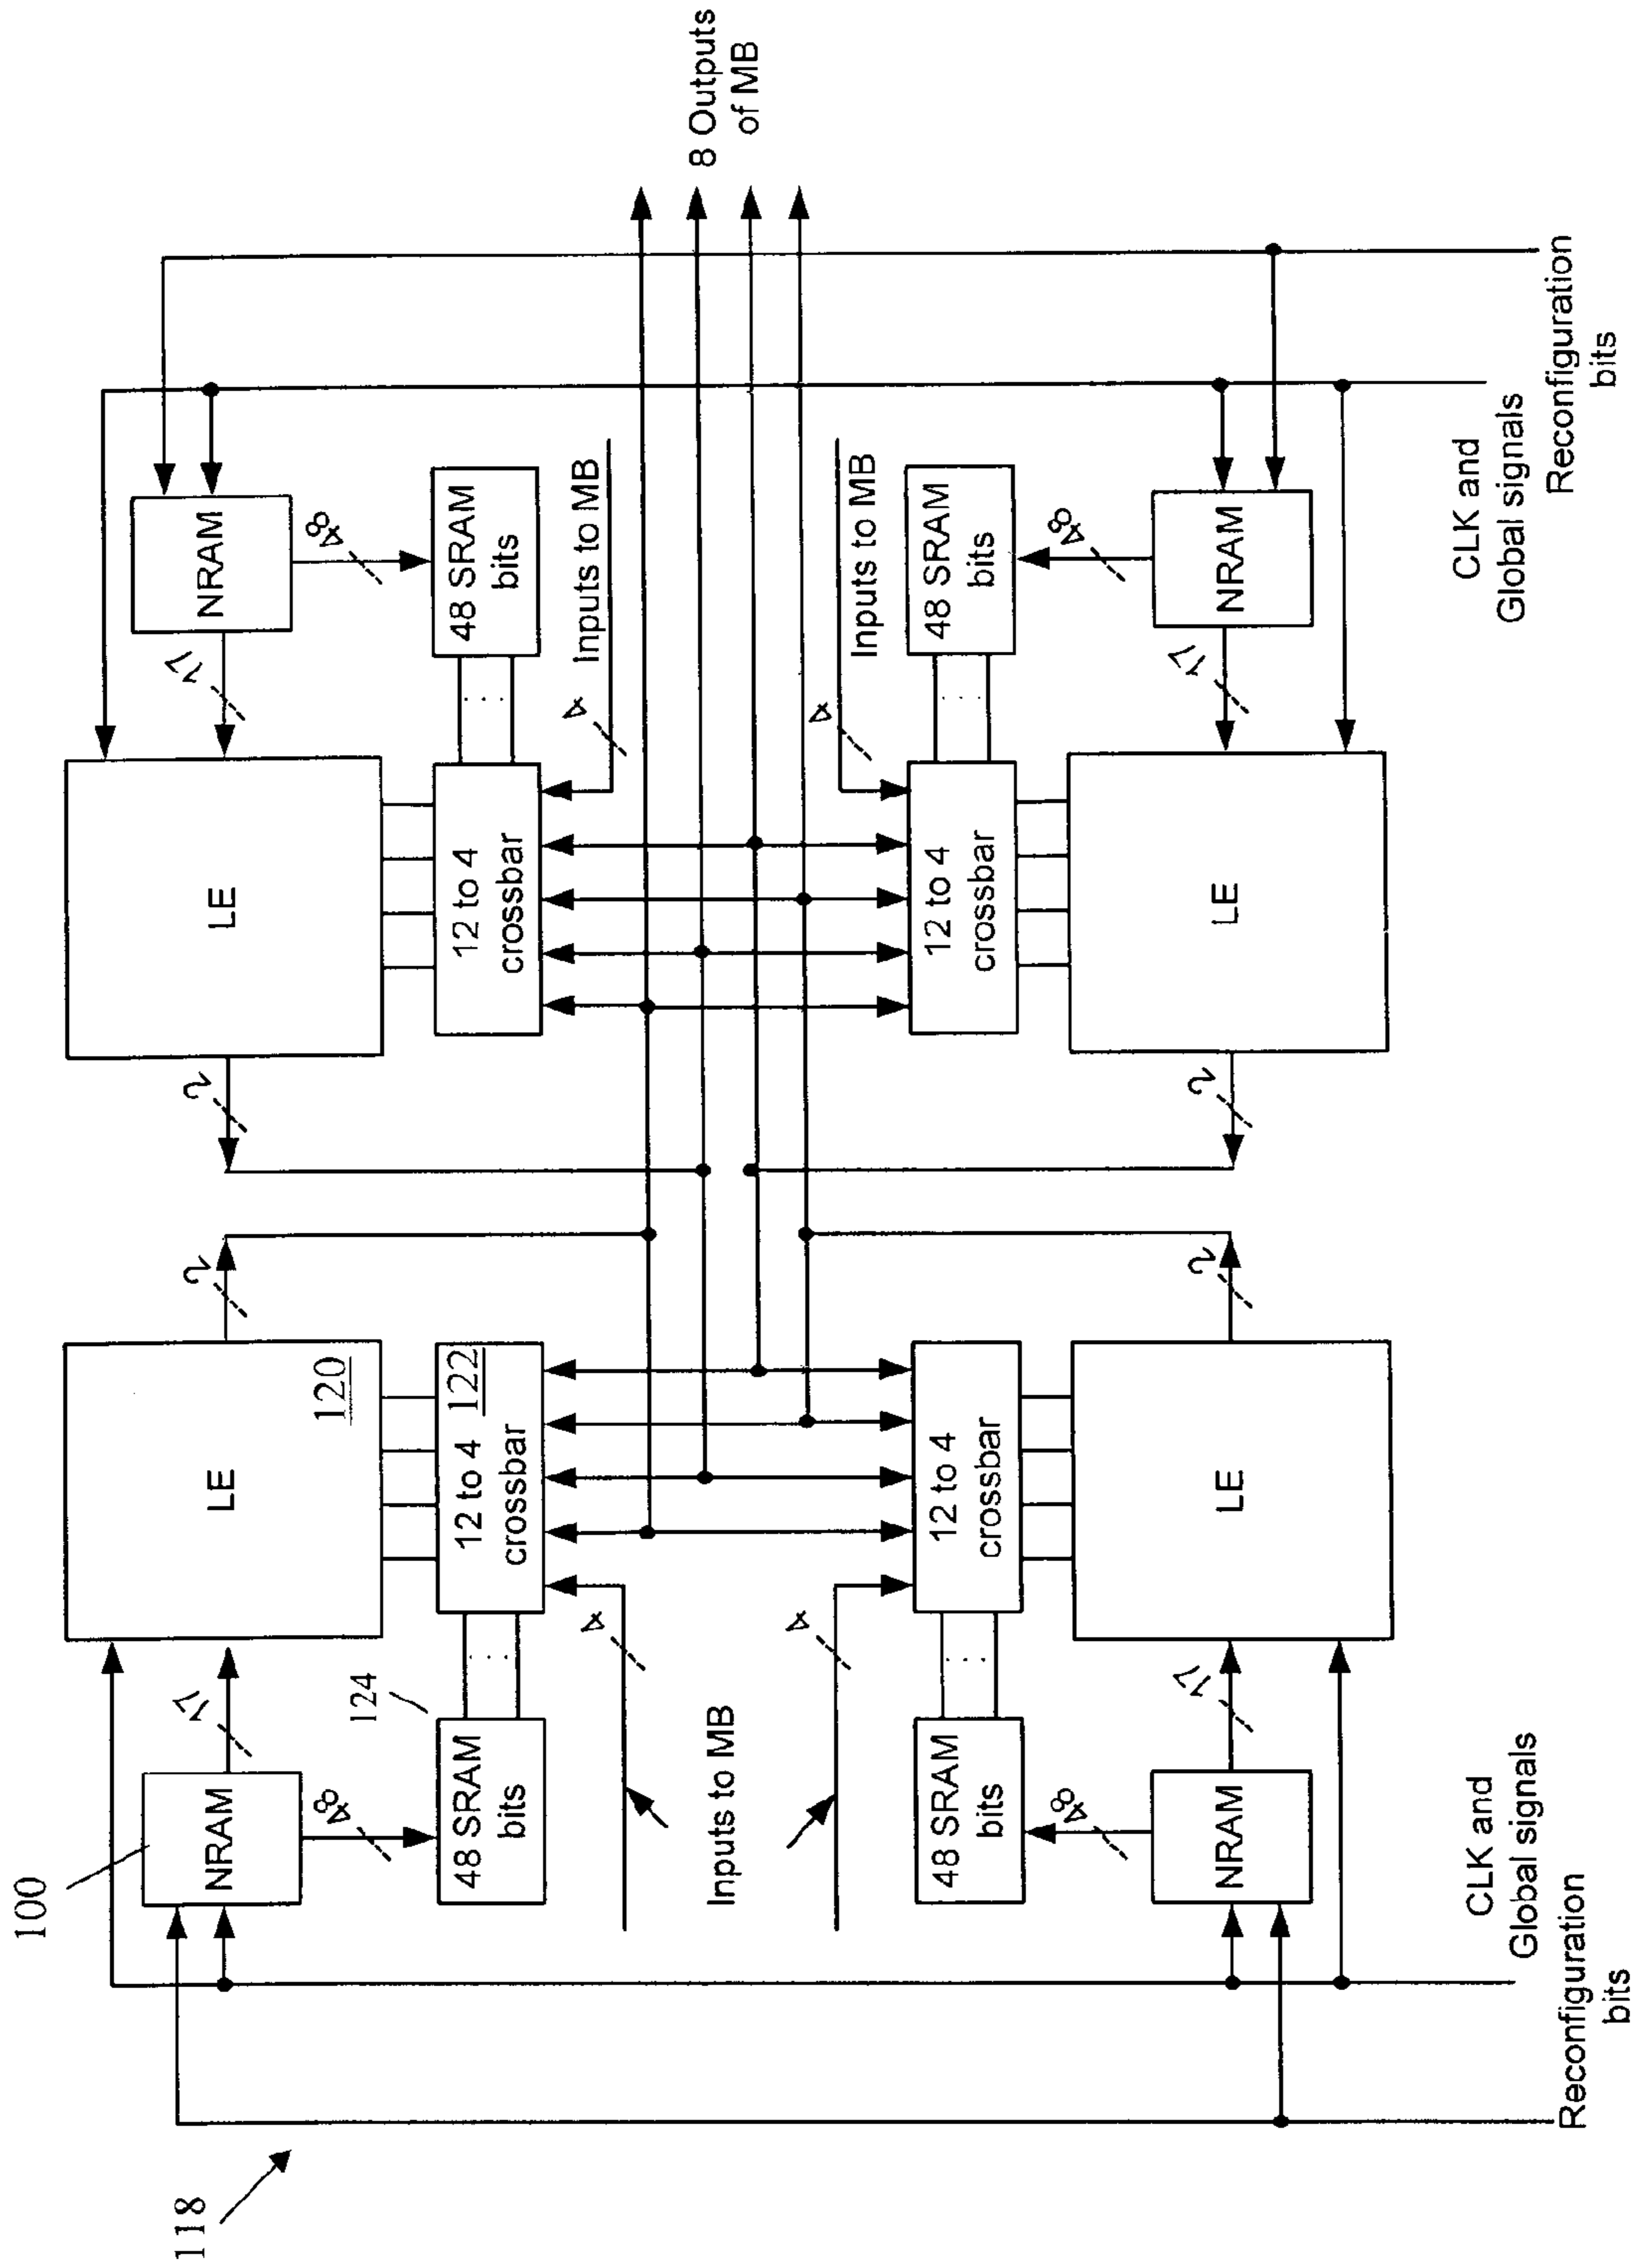 100
118
17
2
2
17
NRAM
LE
LE
NRAM
48
120
48
124
48 SRAM
bits
12 to 4
crossbar
122
12 to 4
crossbar
48 SRAM
bits
4
4
Inputs to MB
8 Outputs
of MB
Inputs to MB
4
4
Inputs to MB
48 SRAM
bits
12 to 4
crossbar
12 to 4
crossbar
48 SRAM
bits
48
48
17
2
2
17
NRAM
LE
LE
NRAM
CLK and
Global signals
CLK and
Global signals
Reconfiguration
bits
Reconfiguration
bits